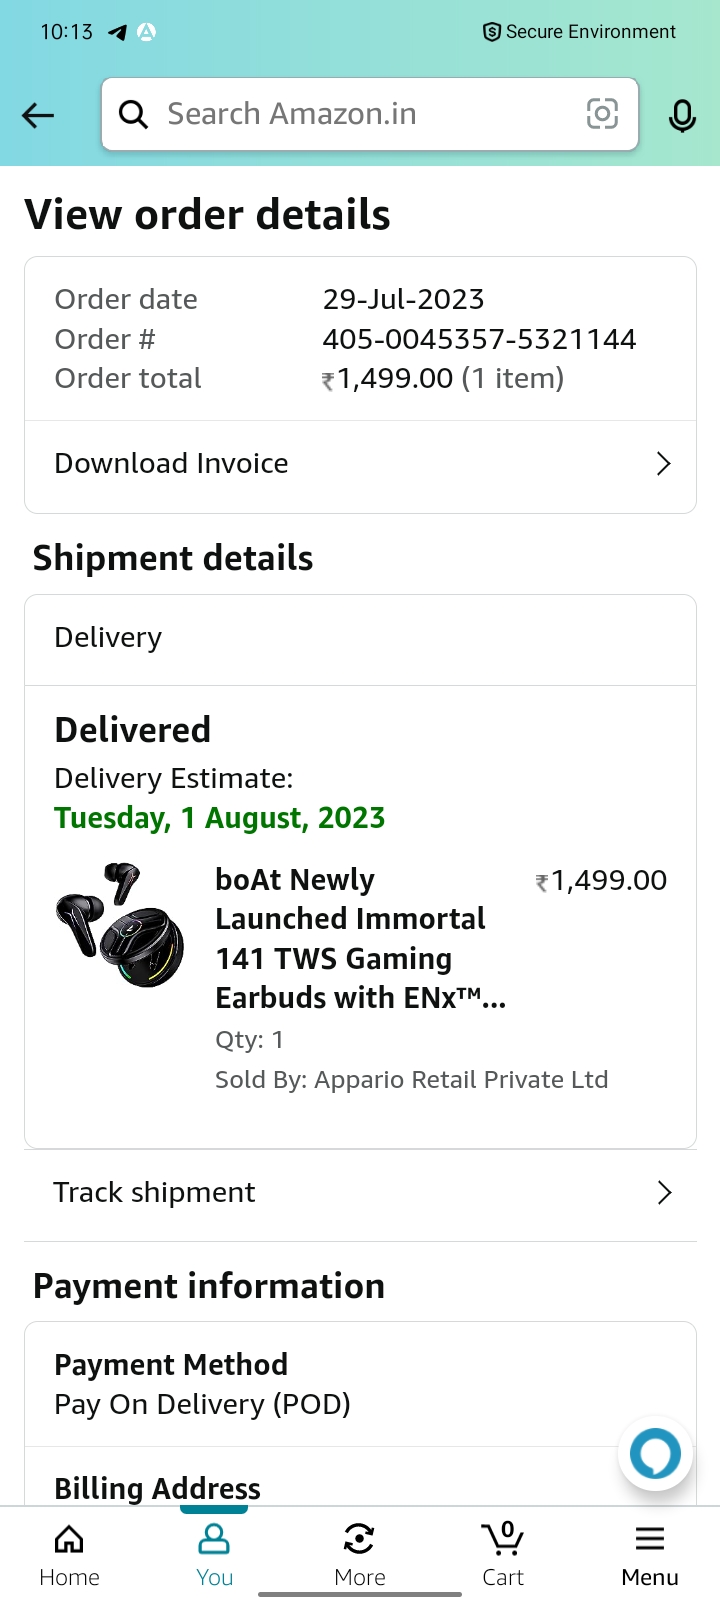 10:13
Secure Environment
Search Amazon.in
View order details
Order date 29-Jul-2023
Order # 405-0045357-5321144
Order total ₹1,499.00 (1 item)
Download Invoice
Shipment details
Delivery
Delivered
Delivery Estimate:
Tuesday, 1 August, 2023
boAt Newly ₹1,499.00
Launched Immortal
141 TWS Gaming
Earbuds with ENx™...
Qty: 1
Sold By: Appario Retail Private Ltd
Track shipment
Payment information
Payment Method
Pay On Delivery (POD)
Billing Address
0
Home You More Cart Menu